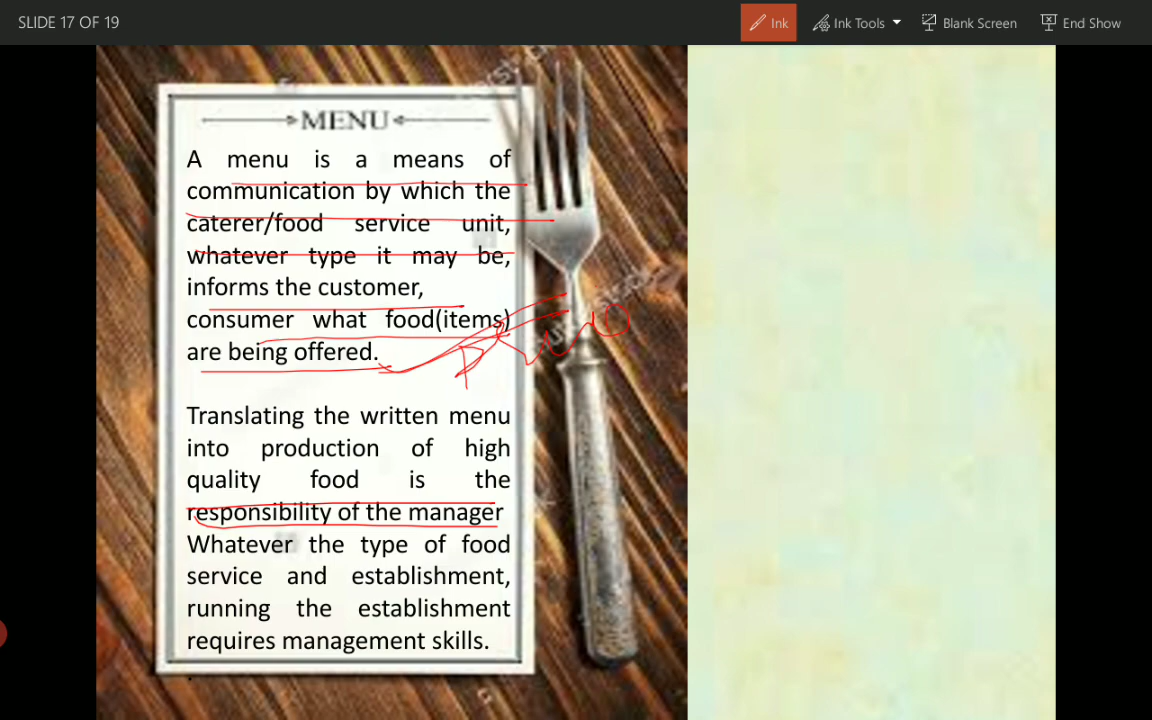 SLIDE 17 OF 19
Ink
Ink Tools
Blank Screen
End Show
MENU
A menu is a means of
communication by which the
caterer/food service unit,
whatever type it may be,
informs the customer,
consumer what food(items)
are being offered.
Translating the written menu
into production of high
quality food is the
responsibility of the manager
Whatever the type of food
service and establishment,
running the establishment
requires management skills.
.